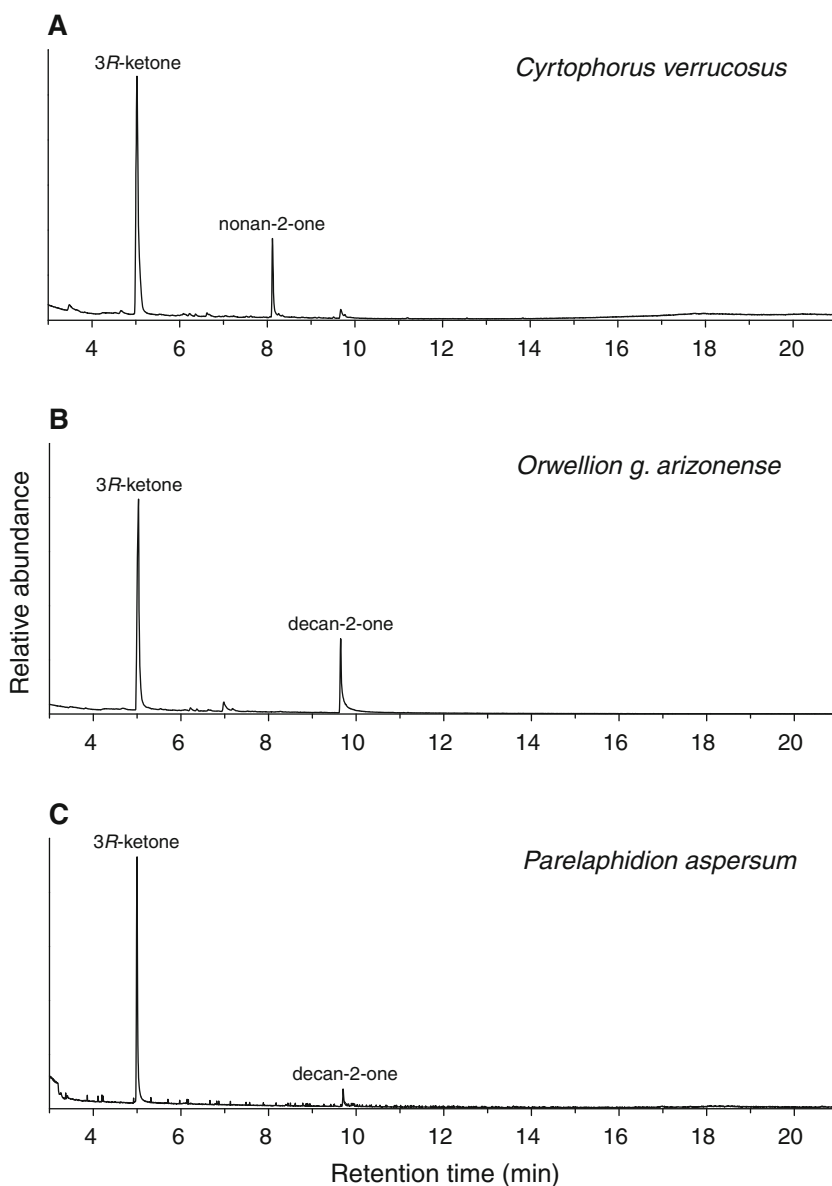 A
3R-ketone
Cyrtophorus verrucosus
nonan-2-one
4 6 8 10 12 14 16 18 20
B
3R-ketone
Orwellion g. arizonense
decan-2-one
4 6 8 10 12 14 16 18 20
Relative abundance
C
3R-ketone
Parelaphidion aspersum
decan-2-one
4 6 8 10 12 14 16 18 20
Retention time (min)